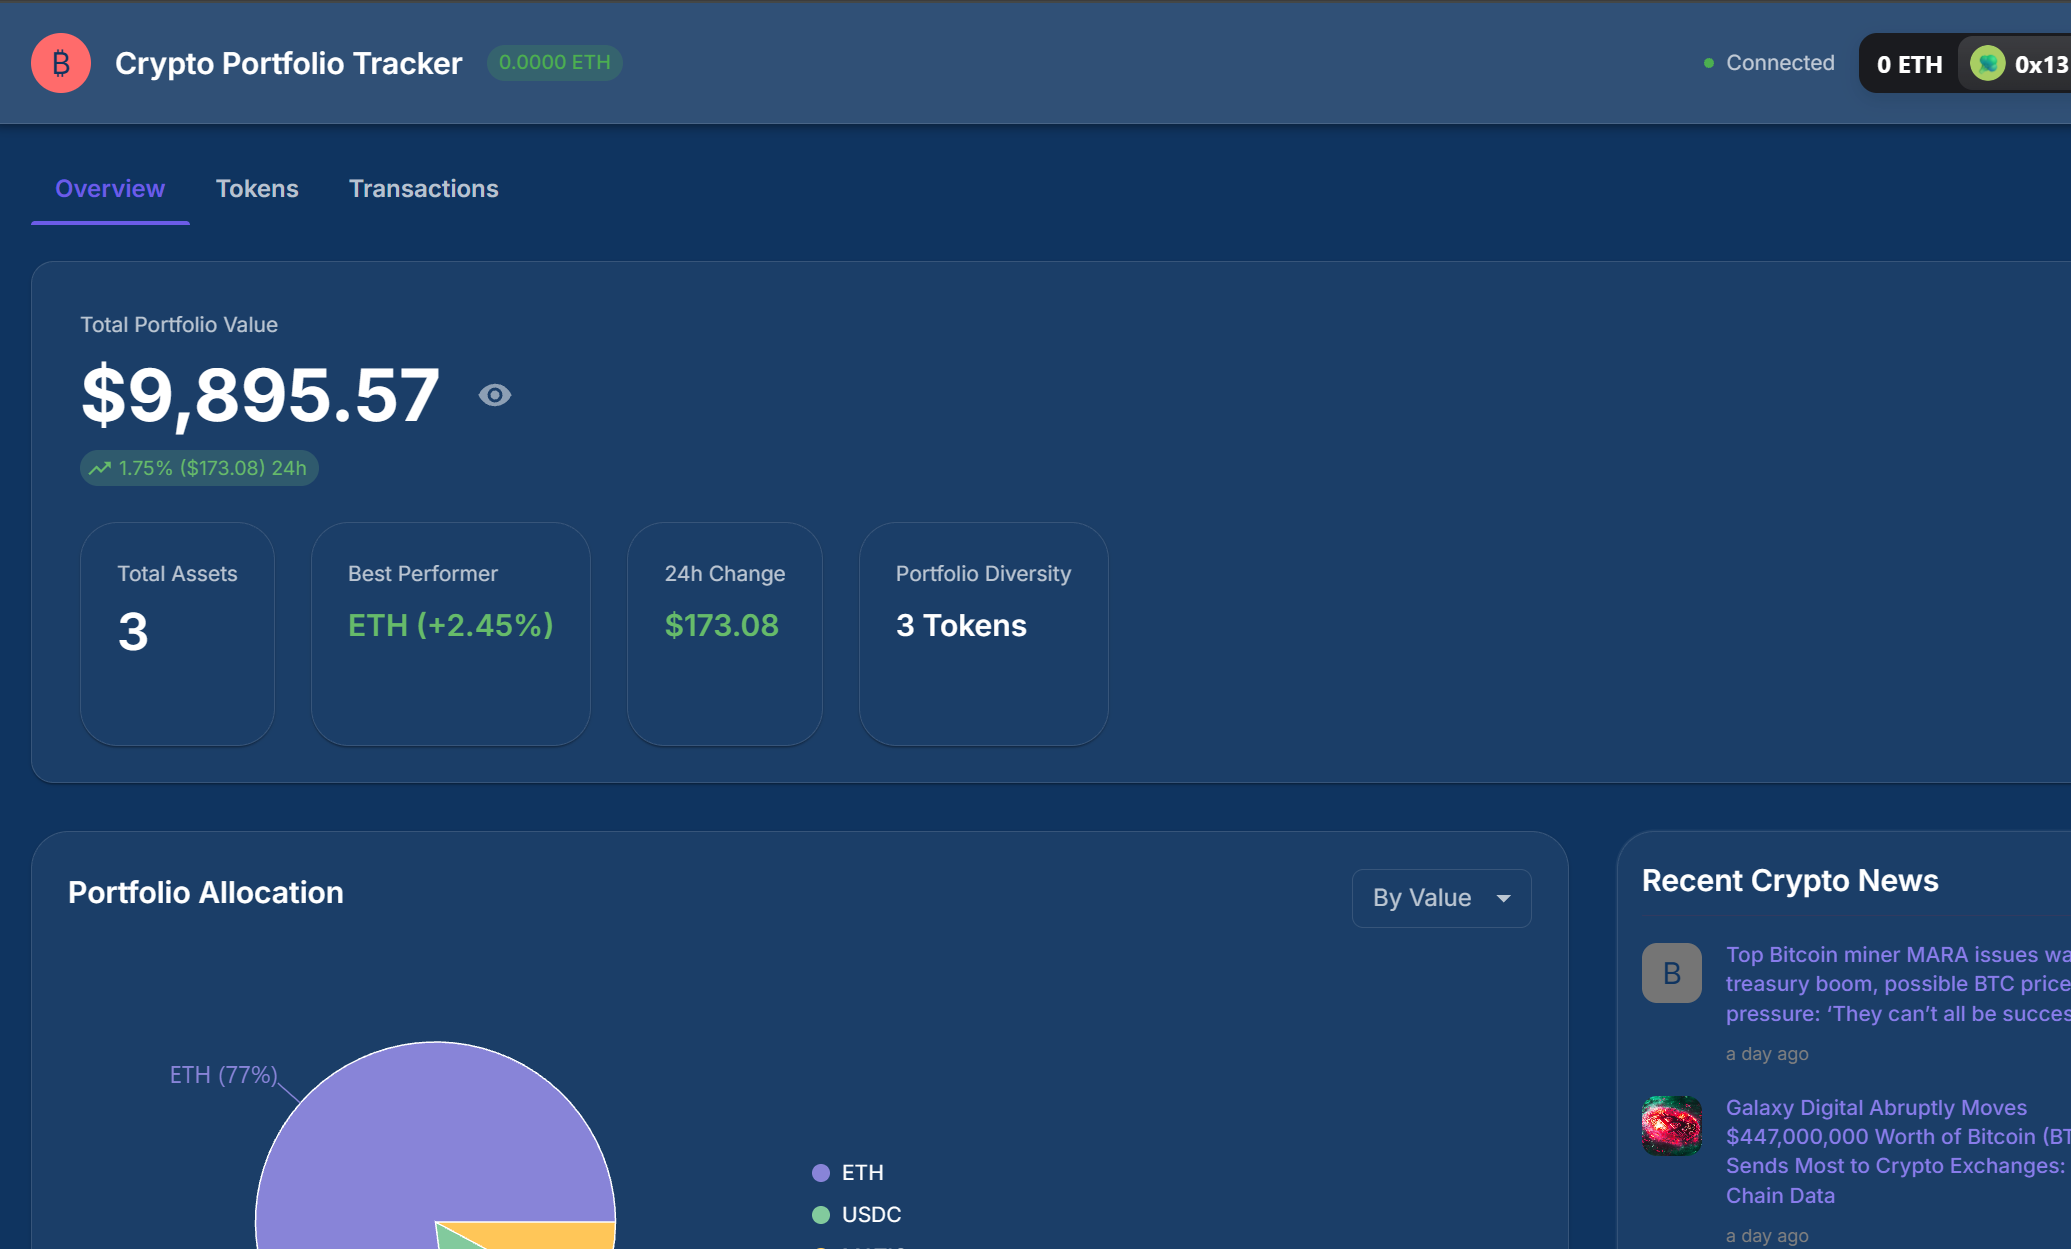 ₿
Crypto Portfolio Tracker
0.0000 ETH
Connected
0 ETH
0x13
Overview
Tokens
Transactions
Total Portfolio Value
$9,895.57
1.75% ($173.08) 24h
Total Assets
3
Best Performer
ETH (+2.45%)
24h Change
$173.08
Portfolio Diversity
3 Tokens
Portfolio Allocation
By Value
ETH (77%)
ETH
USDC
Recent Crypto News
B
Top Bitcoin miner MARA issues wa
treasury boom, possible BTC price
pressure: ‘They can’t all be succes
a day ago
Galaxy Digital Abruptly Moves
$447,000,000 Worth of Bitcoin (BT
Sends Most to Crypto Exchanges:
Chain Data
a day ago